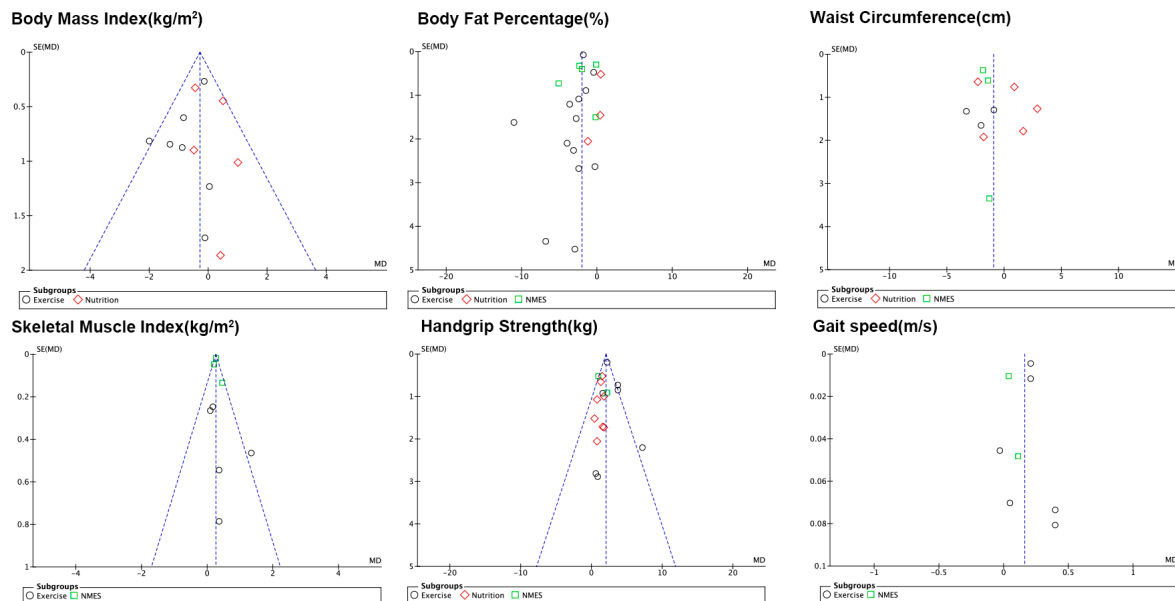 Body Mass Index(kg/m²)
SE(MD)
0
0.5
1
1.5
2
-4
-2
0
2
4
MD
Subgroups
Exercise
Nutrition
Body Fat Percentage(%)
SE(MD)
0
1
2
3
4
5
-20
-10
0
10
20
MD
Subgroups
Exercise
Nutrition
NMES
Waist Circumference(cm)
SE(MD)
0
1
2
3
4
5
-10
-5
0
5
10
Subgroups
Exercise
Nutrition
NMES
Skeletal Muscle Index(kg/m²)
SE(MD)
0
0.2
0.4
0.6
0.8
1
-4
-2
0
2
4
MD
Subgroups
Exercise
NMES
Handgrip Strength(kg)
SE(MD)
0
1
2
3
4
5
-20
-10
0
10
20
MD
Subgroups
Exercise
Nutrition
NMES
Gait speed(m/s)
SE(MD)
0
0.02
0.04
0.06
0.08
0.1
-1
-0.5
0
0.5
1
MD
Subgroups
Exercise
NMES